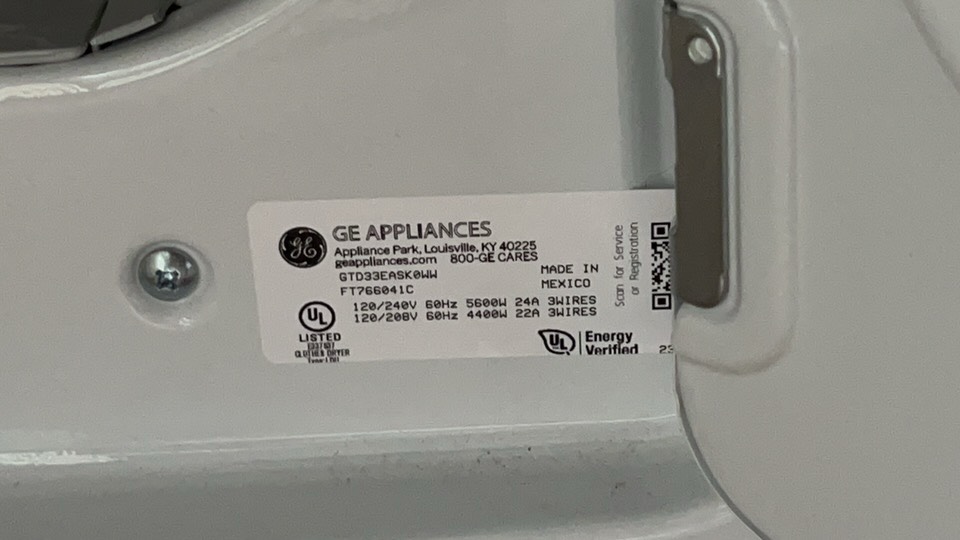 GE
GE APPLIANCES
Appliance Park, Louisville, KY 40225
geappliances.com 800-GE CARES
GTD33EASK0WW
FT766041C
MADE IN
MEXICO
120/240V 60Hz 5600W 24A 3WIRES
120/208V 60Hz 4400W 22A 3WIRES
UL
LISTED
CLOTHES DRYER
UL
Energy
Verified
Scan for Service
or Registration